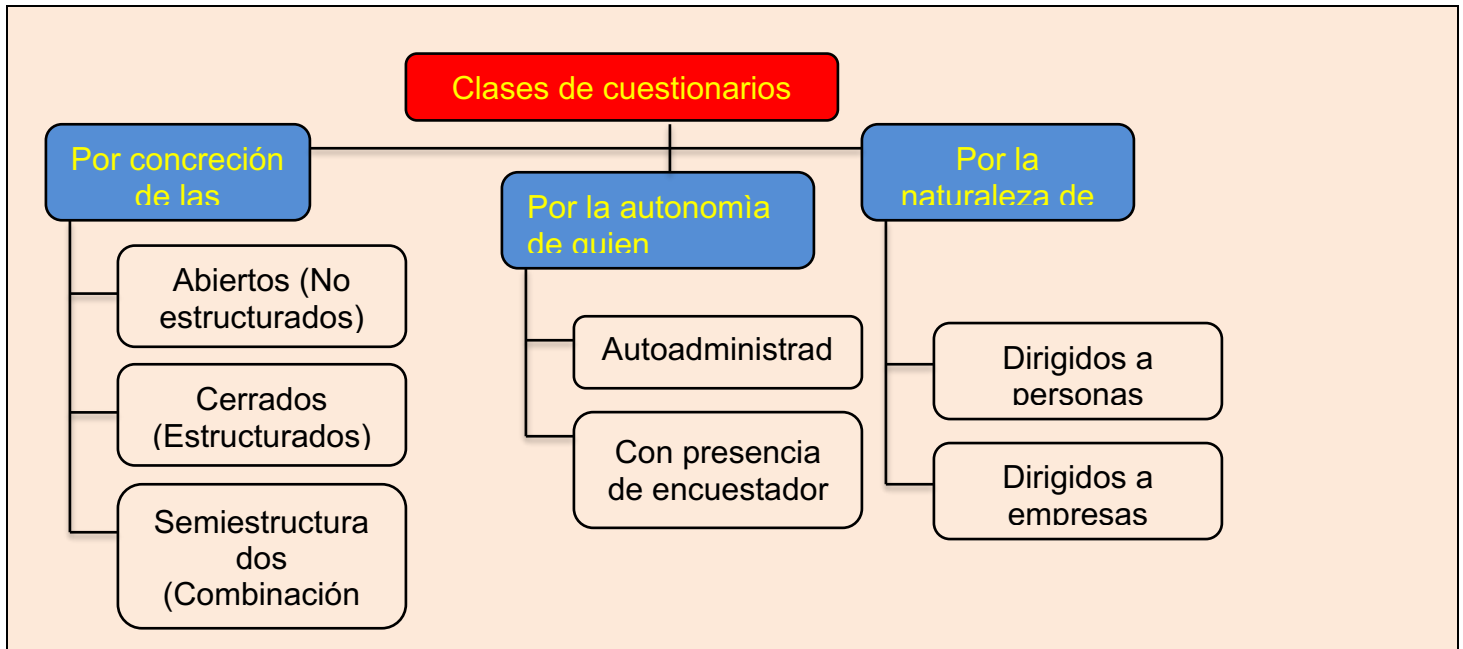 Clases de cuestionarios
Por concreción
de las
Abiertos (No
estructurados)
Cerrados
(Estructurados)
Semiestructura
dos
(Combinación
Por la autonomìa
de quien
Autoadministrad
Con presencia
de encuestador
Por la
naturaleza de
Dirigidos a
personas
Dirigidos a
empresas